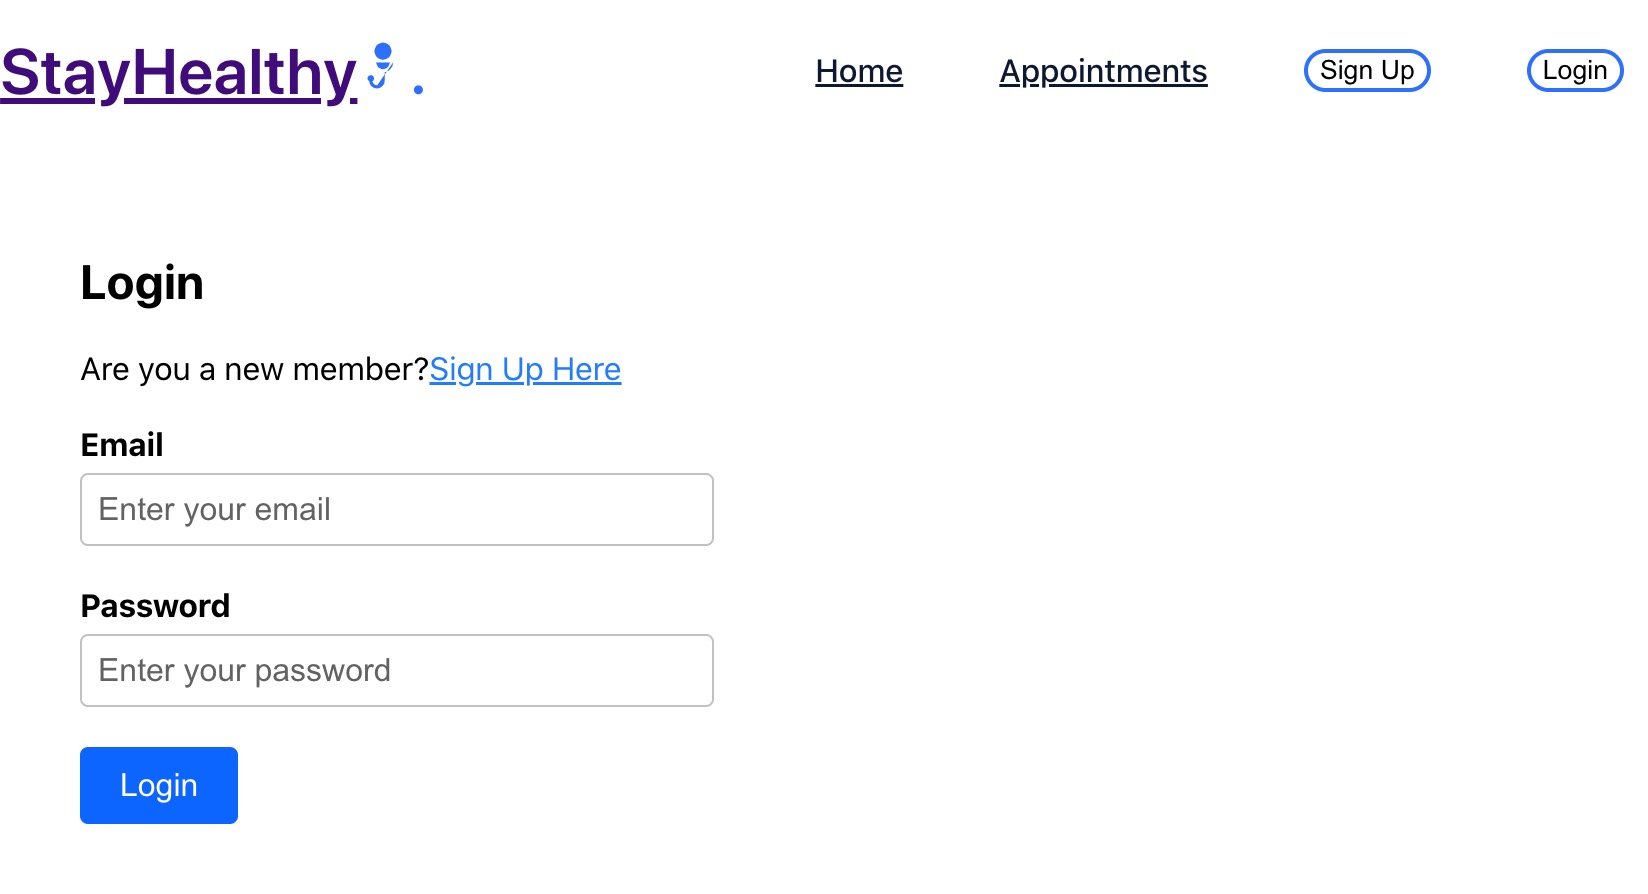 StayHealthy . Home Appointments Sign Up Login
Login
Are you a new member?Sign Up Here
Email
Enter your email
Password
Enter your password
Login